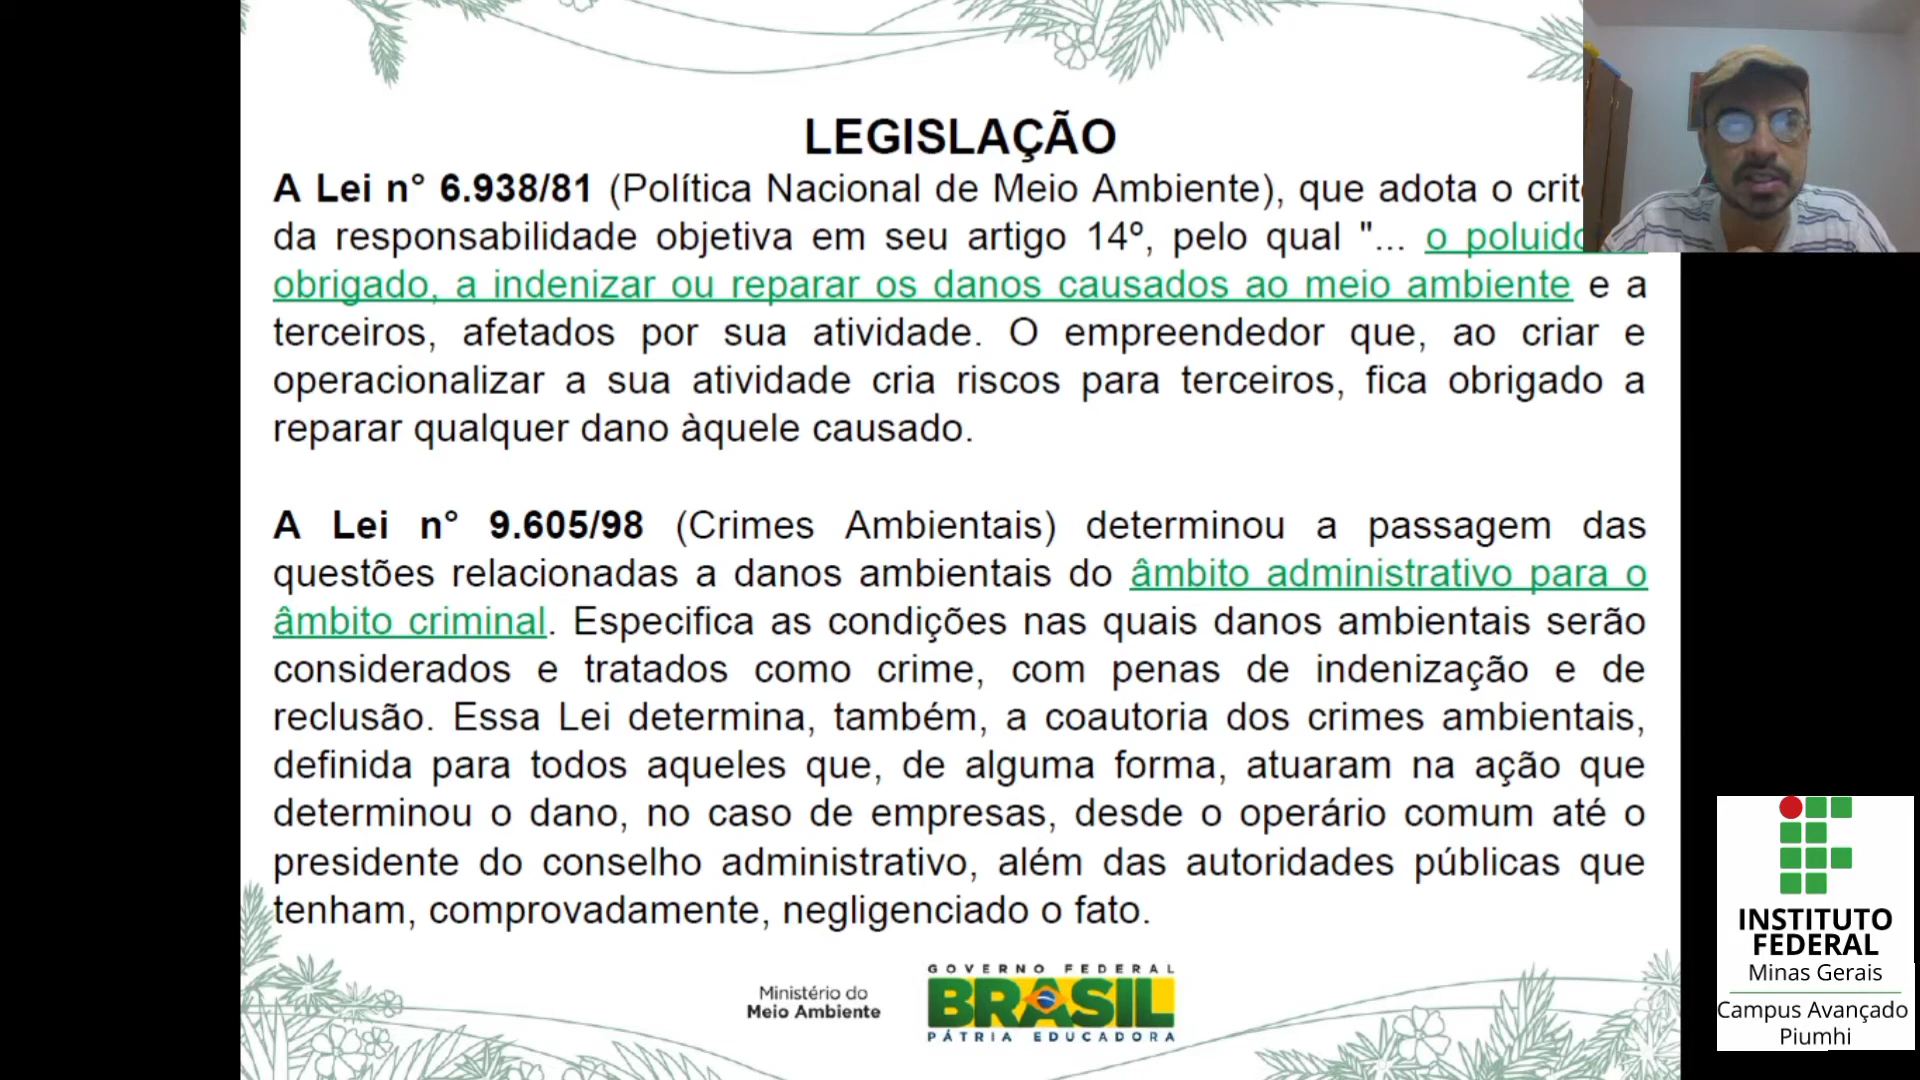 LEGISLAÇÃO
A Lei n° 6.938/81 (Política Nacional de Meio Ambiente), que adota o
da responsabilidade objetiva em seu artigo 14º, pelo qual "... o
obrigado, a indenizar ou reparar os danos causados ao meio ambiente e a
terceiros, afetados por sua atividade. O empreendedor que, ao criar e
operacionalizar a sua atividade cria riscos para terceiros, fica obrigado a
reparar qualquer dano àquele causado.
A Lei n° 9.605/98 (Crimes Ambientais) determinou a passagem das
questões relacionadas a danos ambientais do âmbito administrativo para o
âmbito criminal. Especifica as condições nas quais danos ambientais serão
considerados e tratados como crime, com penas de indenização e de
reclusão. Essa Lei determina, também, a coautoria dos crimes ambientais,
definida para todos aqueles que, de alguma forma, atuaram na ação que
determinou o dano, no caso de empresas, desde o operário comum até o
presidente do conselho administrativo, além das autoridades públicas que
tenham, comprovadamente, negligenciado o fato.
Ministério do
Meio Ambiente
GOVERNO FEDERAL
BRASIL
PÁTRIA EDUCADORA
INSTITUTO
FEDERAL
Minas Gerais
Campus Avançado
Piumhi